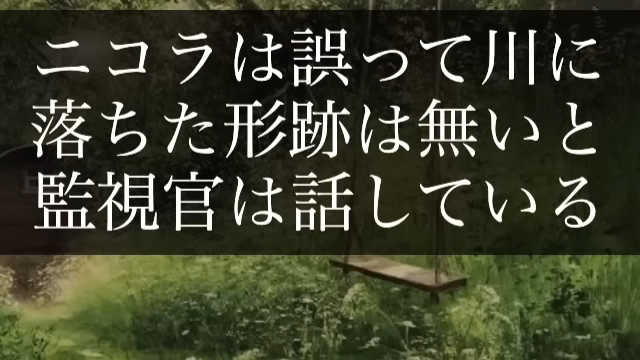 ニコラは誤って川に
落ちた形跡は無いと
監視官は話している